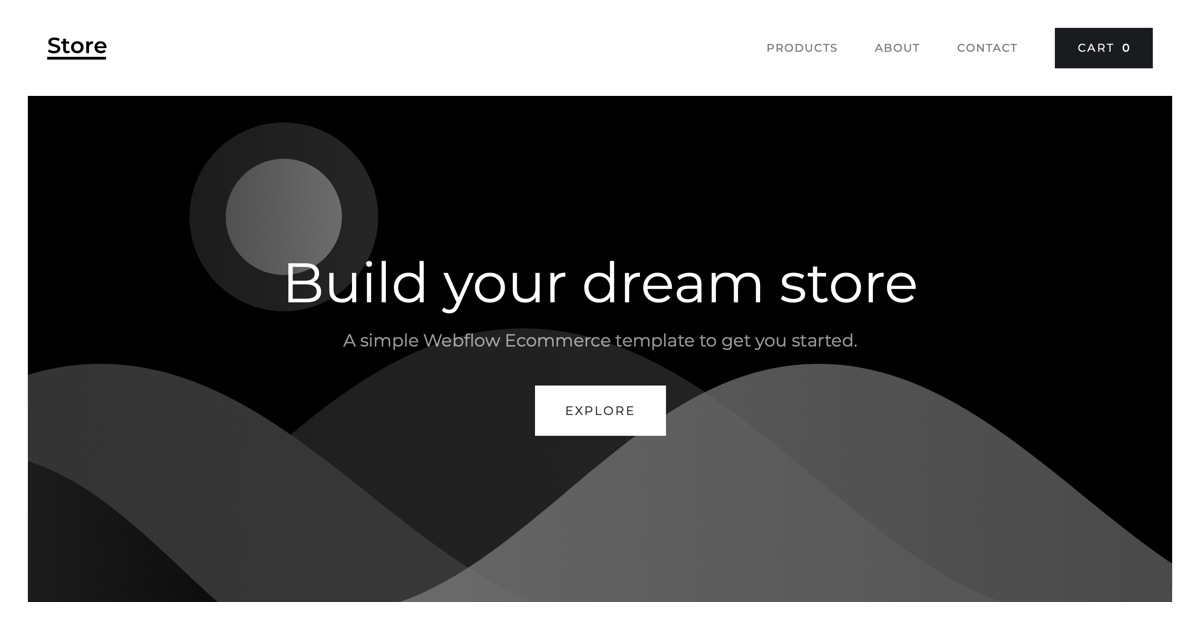 Store
PRODUCTS ABOUT CONTACT CART 0
Build your dream store
A simple Webflow Ecommerce template to get you started.
EXPLORE